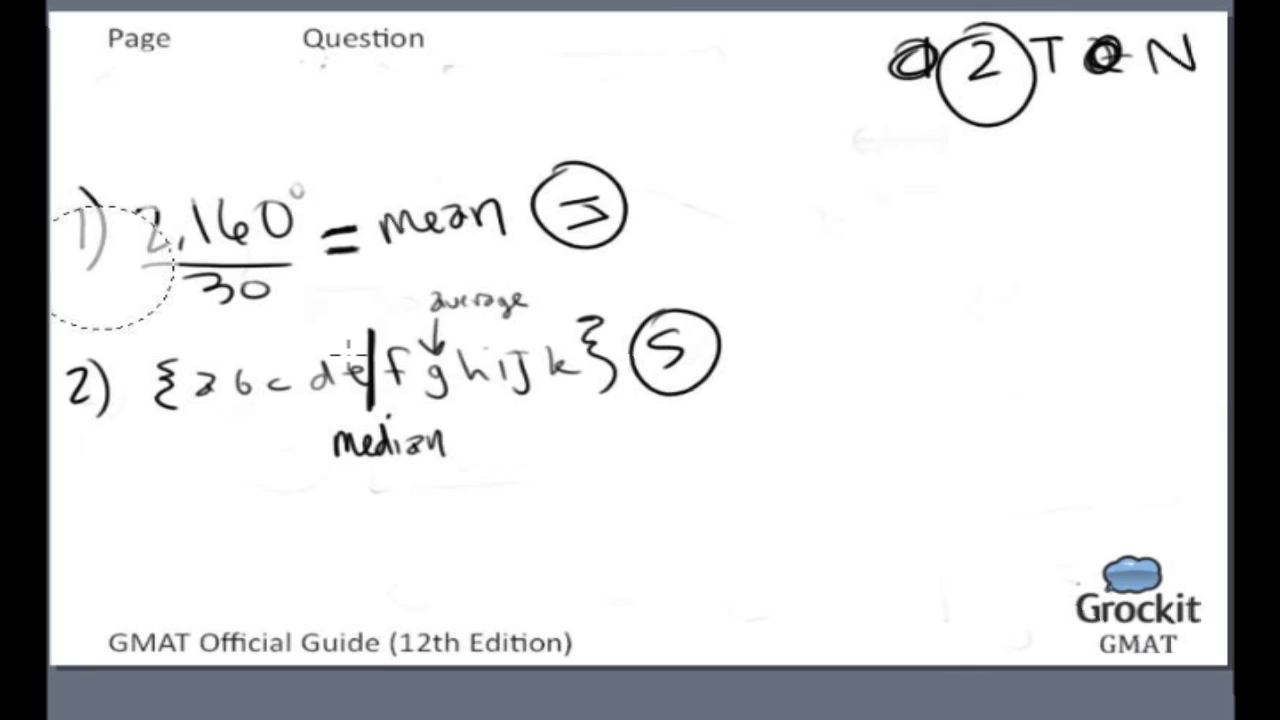 Page Question
2 T N
1) 2,160° = mean S
30
average
2) {a b c d e | f g h i j k} S
median
Grockit
GMAT
GMAT Official Guide (12th Edition)